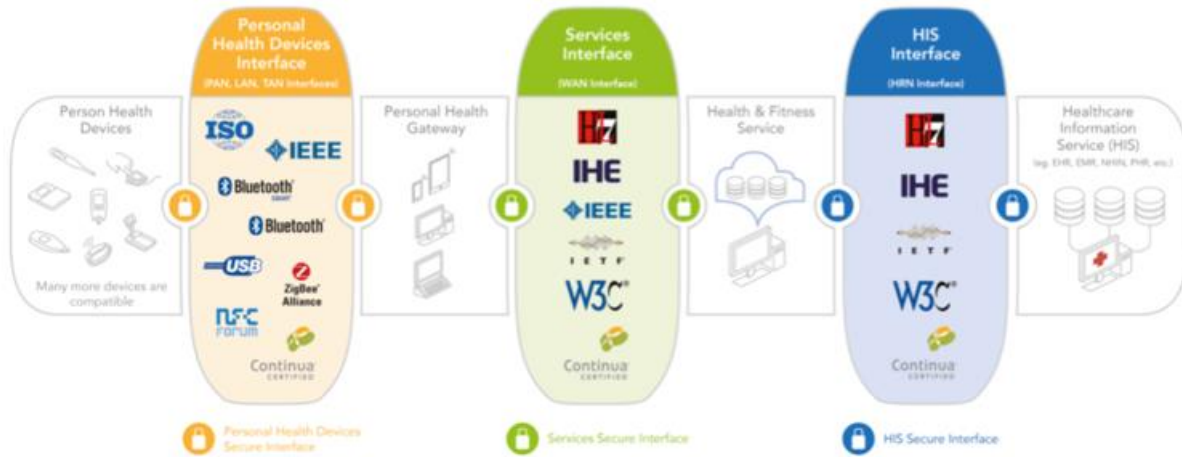 Personal
Health Devices
Interface
(PAN, LAN, TAN Interfaces)
Services
Interface
(WAN Interface)
HIS
Interface
(HRN Interface)
Person Health
Devices
Many more devices are
compatible
ISO
IEEE
Bluetooth®
SMART
Bluetooth®
USB
ZigBee®
Alliance
NFC
FORUM
Continua
CERTIFIED
Personal Health
Gateway
HL7
IHE
IEEE
I E T F®
W3C®
Continua
CERTIFIED
Health & Fitness
Service
HL7
IHE
I E T F®
W3C®
Continua
CERTIFIED
Healthcare
Information
Service (HIS)
(eg. EHR, EMR, NHIN, PHR, etc.)
Personal Health Devices
Secure Interface
Services Secure Interface
HIS Secure Interface